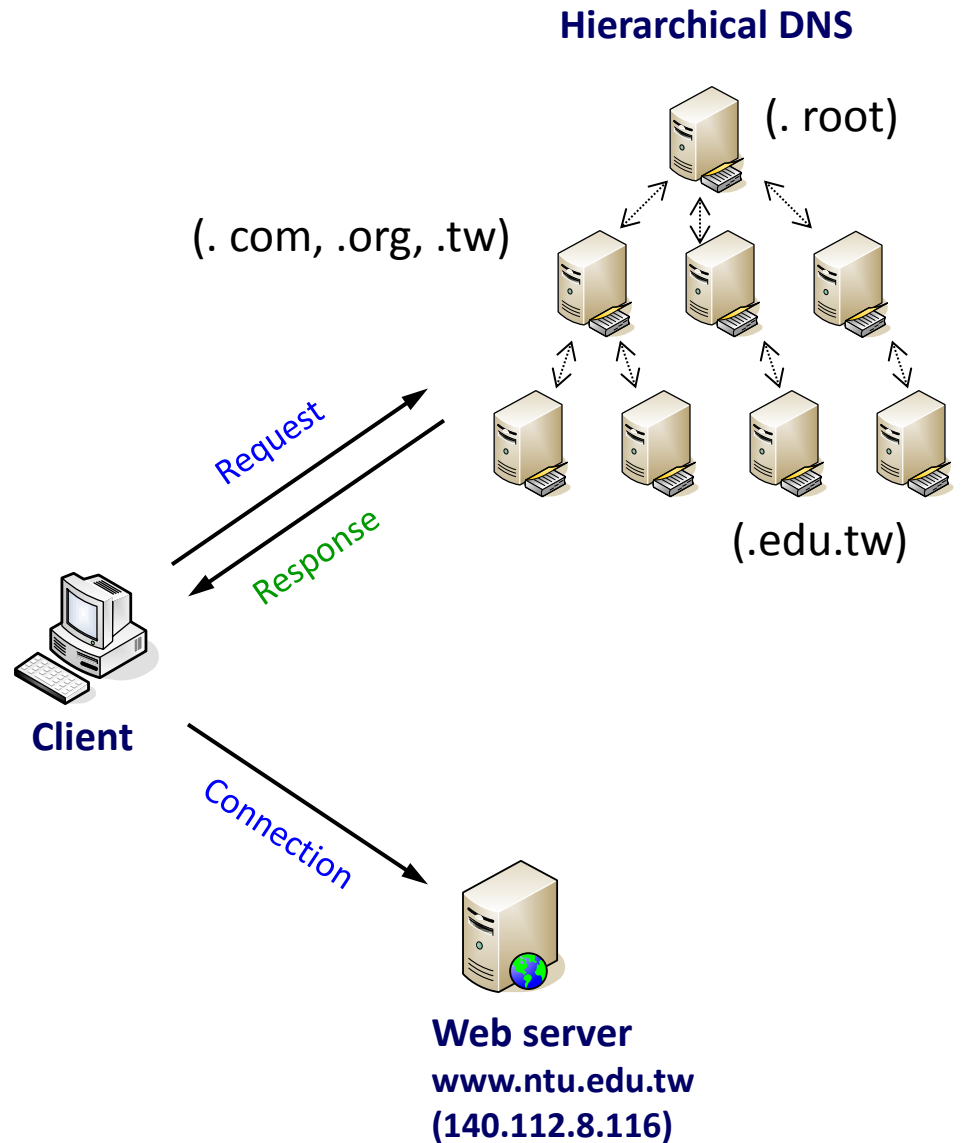 Hierarchical DNS
(. root)
(. com, .org, .tw)
Request
Response
(.edu.tw)
Client
Connection
Web server
www.ntu.edu.tw
(140.112.8.116)